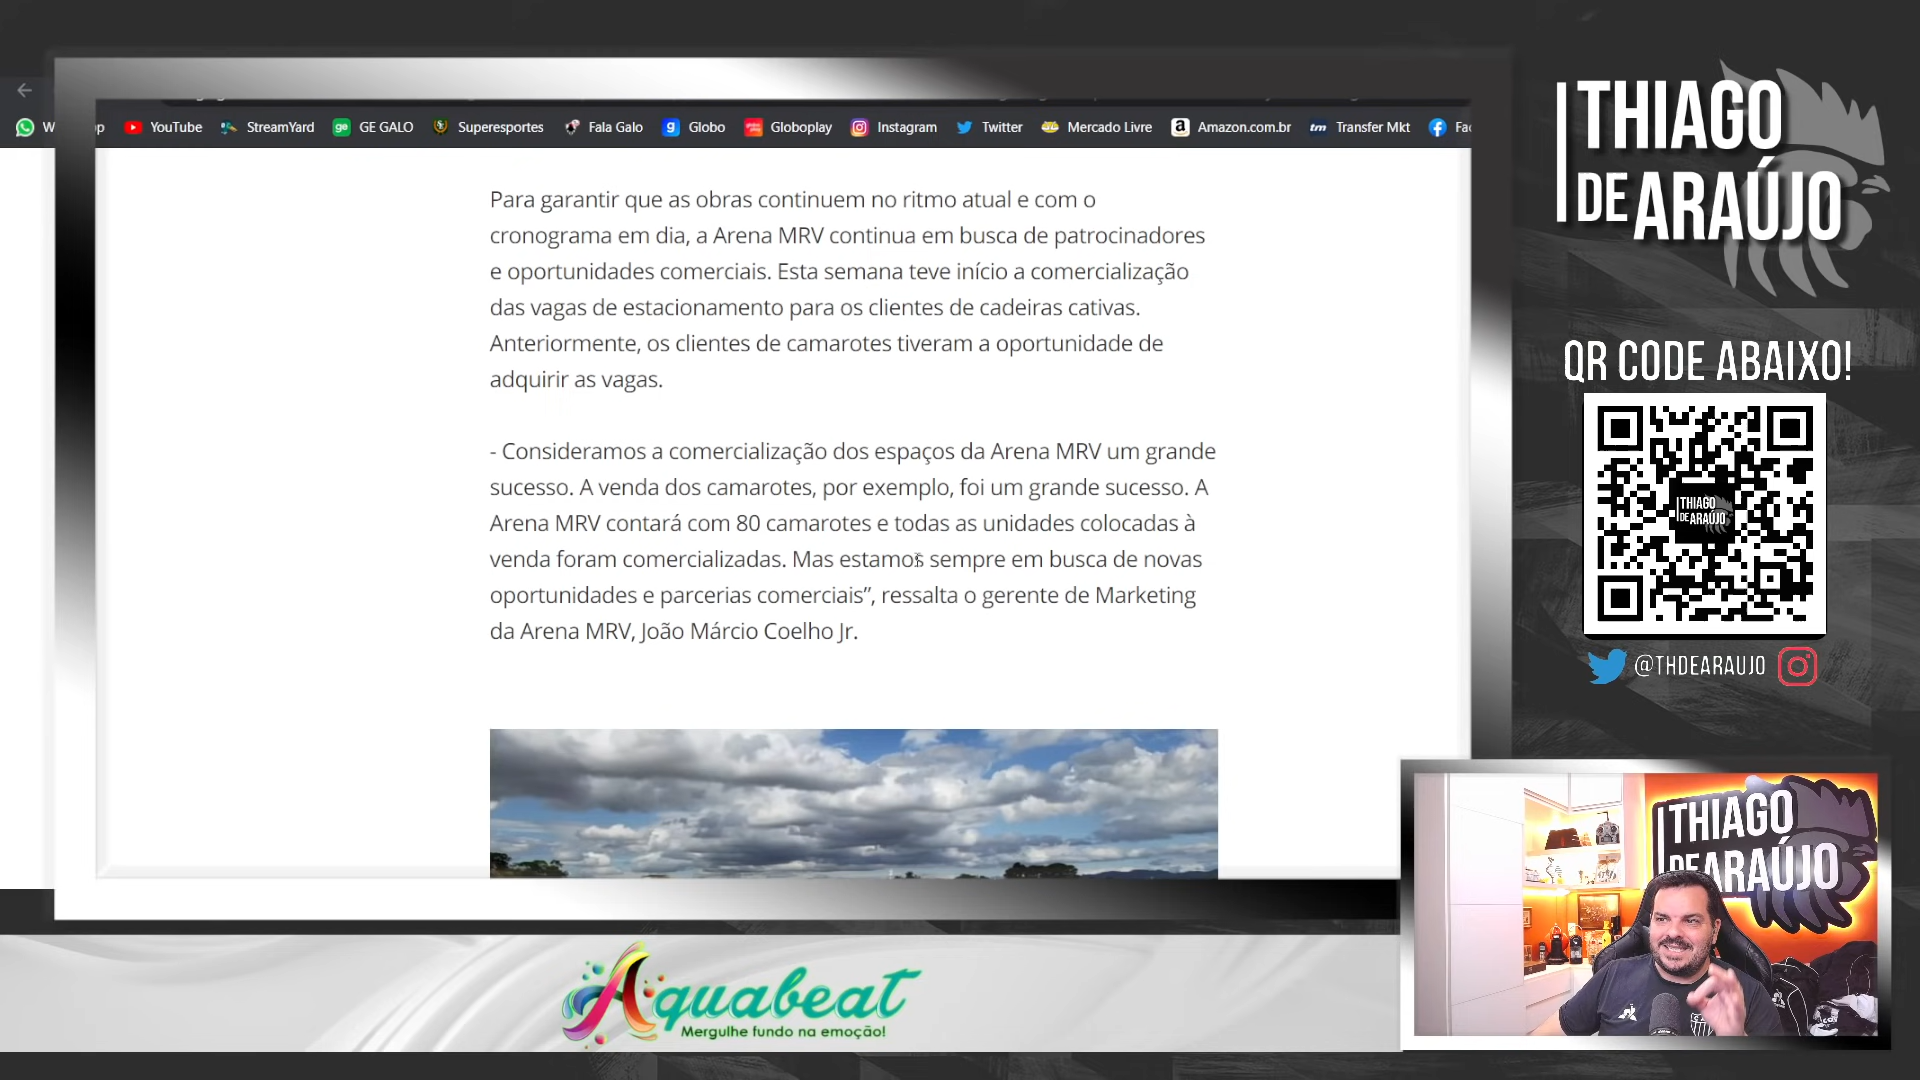 YouTube StreamYard GE GALO Superesportes Fala Galo Globo Globoplay Instagram Twitter Mercado Livre Amazon.com.br Transfer Mkt
Para garantir que as obras continuem no ritmo atual e com o
cronograma em dia, a Arena MRV continua em busca de patrocinadores
e oportunidades comerciais. Esta semana teve início a comercialização
das vagas de estacionamento para os clientes de cadeiras cativas.
Anteriormente, os clientes de camarotes tiveram a oportunidade de
adquirir as vagas.
- Consideramos a comercialização dos espaços da Arena MRV um grande
sucesso. A venda dos camarotes, por exemplo, foi um grande sucesso. A
Arena MRV contará com 80 camarotes e todas as unidades colocadas à
venda foram comercializadas. Mas estamos sempre em busca de novas
oportunidades e parcerias comerciais”, ressalta o gerente de Marketing
da Arena MRV, João Márcio Coelho Jr.
THIAGO
DE ARAÚJO
QR CODE ABAIXO!
THIAGO
DE ARAÚJO
@THDEARAUJO
THIAGO
DE ARAÚJO
Aquabeat
Mergulhe fundo na emoção!